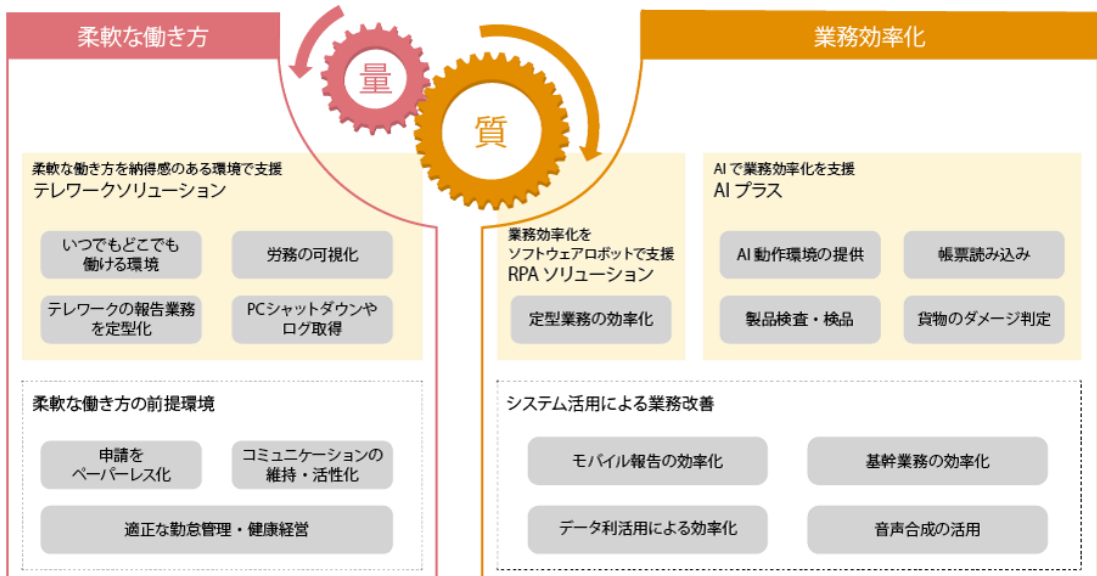 柔軟な働き方
量
質
業務効率化
柔軟な働き方を納得感のある環境で支援
テレワークソリューション
いつでもどこでも
働ける環境
労務の可視化
テレワークの報告業務
を定型化
PCシャットダウンや
ログ取得
柔軟な働き方の前提環境
申請を
ペーパーレス化
コミュニケーションの
維持・活性化
適正な勤怠管理・健康経営
業務効率化を
ソフトウェアロボットで支援
RPA ソリューション
定型業務の効率化
AI で業務効率化を支援
AI プラス
AI 動作環境の提供
帳票読み込み
製品検査・検品
貨物のダメージ判定
システム活用による業務改善
モバイル報告の効率化
基幹業務の効率化
データ利活用による効率化
音声合成の活用